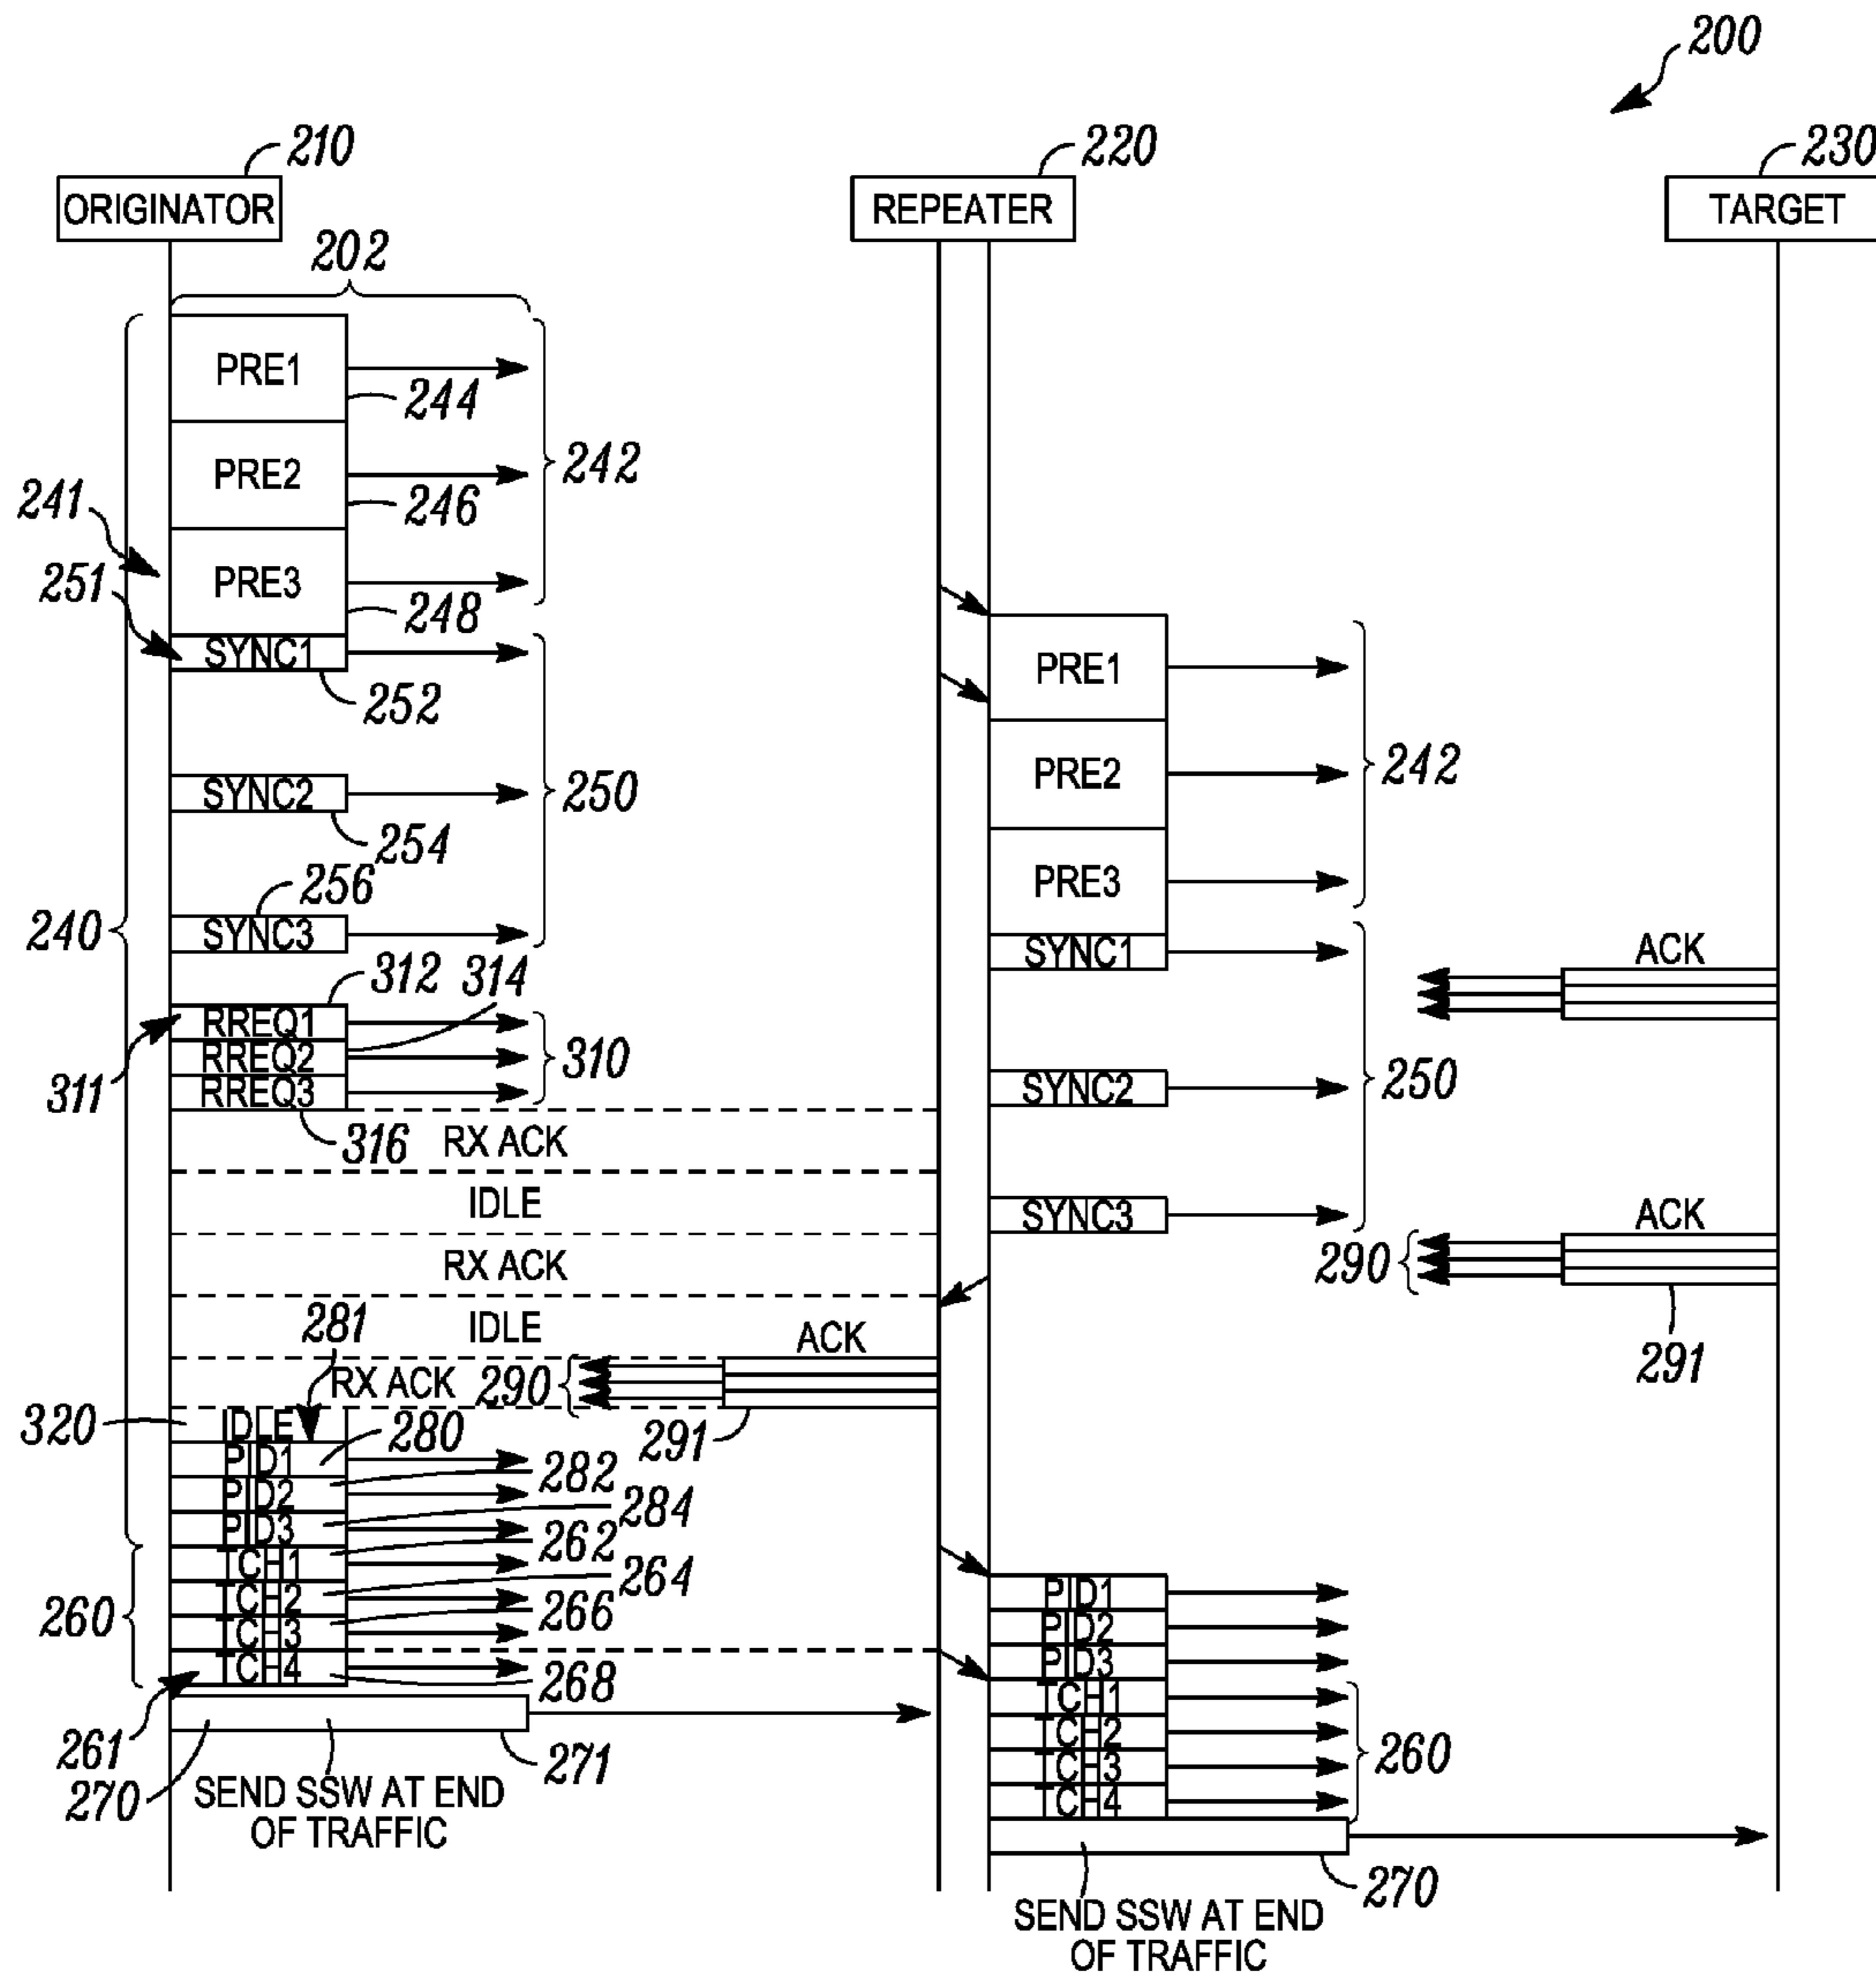 200
210
220
230
ORIGINATOR
REPEATER
TARGET
202
PRE1
244
PRE2
242
246
241
PRE3
251
248
SYNC1
252
PRE1
SYNC2
250
PRE2
242
254
256
PRE3
240
SYNC3
SYNC1
ACK
312
314
RREQ1
RREQ2
310
RREQ3
311
250
SYNC2
316
RX ACK
IDLE
SYNC3
ACK
290
RX ACK
291
281
IDLE
ACK
RX ACK
290
320
IDLE
280
291
PID1
282
PID2
284
PID3
262
TCH1
264
TCH2
266
260
TCH3
TCH4
268
PID1
PID2
PID3
TCH1
261
271
TCH2
260
270
SEND SSW AT END
OF TRAFFIC
TCH3
TCH4
270
SEND SSW AT END
OF TRAFFIC